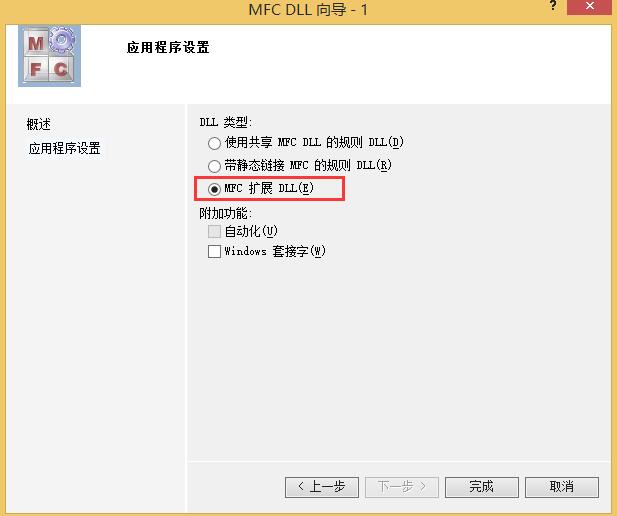 MFC DLL 向导 - 1
? ×
M
F C
应用程序设置
概述
应用程序设置
DLL 类型:
使用共享 MFC DLL 的规则 DLL(D)
带静态链接 MFC 的规则 DLL(R)
MFC 扩展 DLL(E)
附加功能:
自动化(U)
Windows 套接字(W)
< 上一步 下一步 > 完成 取消